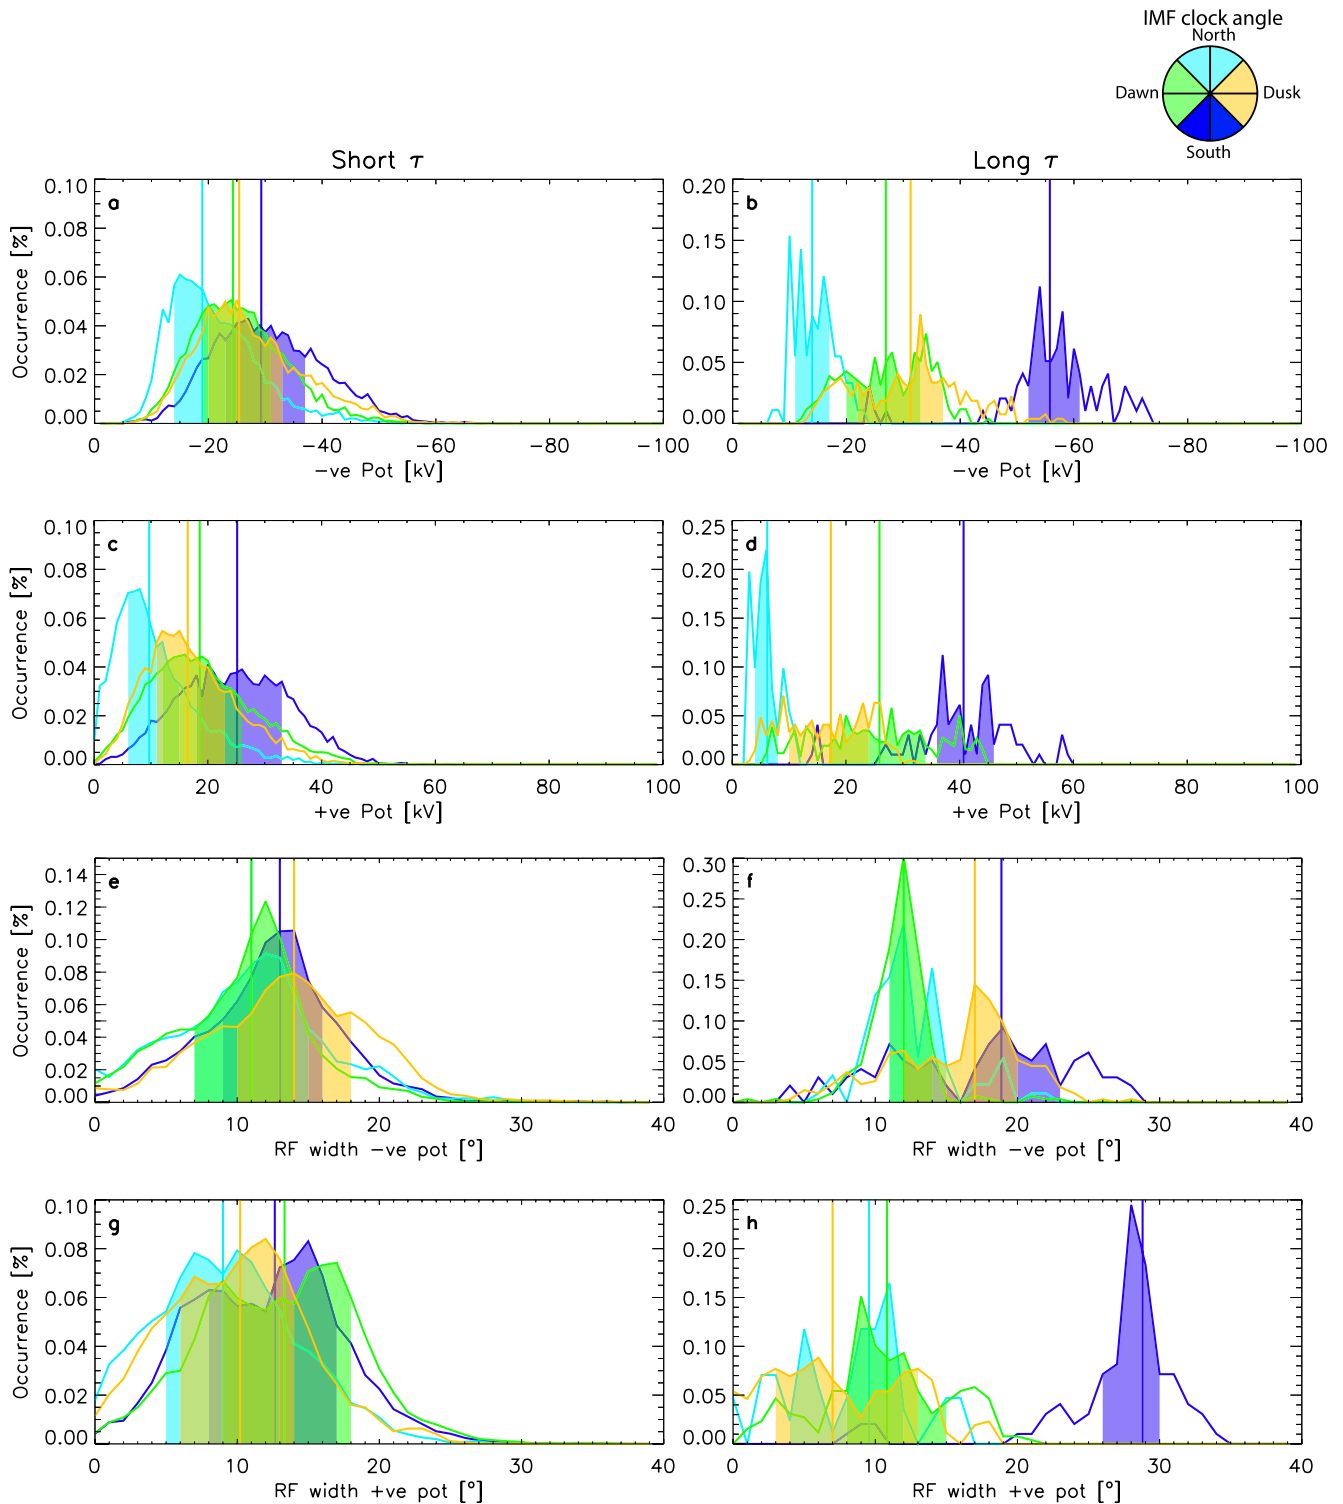 IMF clock angle
North
Dawn Dusk
South
Short τ Long τ
a
0.10
0.08
0.06
0.04
0.02
0.00
Occurrence [%]
0 −20 −40 −60 −80 −100
−ve Pot [kV]
b
0.20
0.15
0.10
0.05
0.00
0 −20 −40 −60 −80 −100
−ve Pot [kV]
c
0.10
0.08
0.06
0.04
0.02
0.00
Occurrence [%]
0 20 40 60 80 100
+ve Pot [kV]
d
0.25
0.20
0.15
0.10
0.05
0.00
0 20 40 60 80 100
+ve Pot [kV]
e
0.14
0.12
0.10
0.08
0.06
0.04
0.02
0.00
Occurrence [%]
0 10 20 30 40
RF width −ve pot [°]
f
0.30
0.20
0.15
0.10
0.05
0.00
0 10 20 30 40
RF width −ve pot [°]
g
0.10
0.08
0.06
0.04
0.02
0.00
Occurrence [%]
0 10 20 30 40
RF width +ve pot [°]
h
0.25
0.20
0.15
0.10
0.05
0.00
0 10 20 30 40
RF width +ve pot [°]